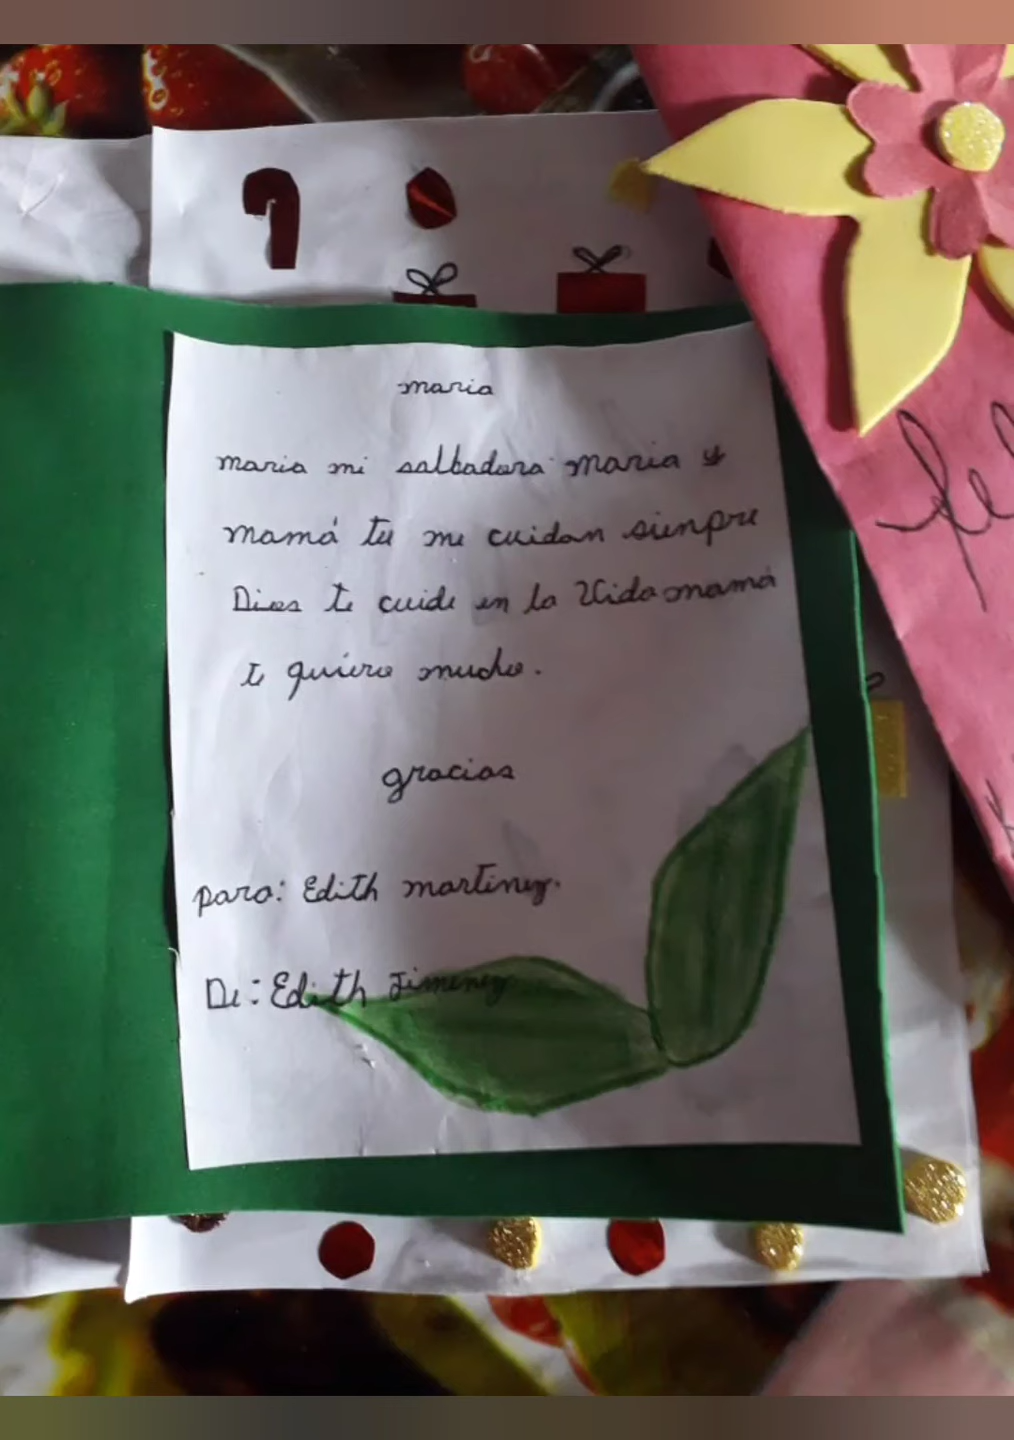 maria
maria mi salbadora maria y
mamá tu me cuidan sienpre
Dios te cuide en la Vida mamá
te quiero mucho.
gracias
para: Edith martinez.
De: Edith Jimenez
fel